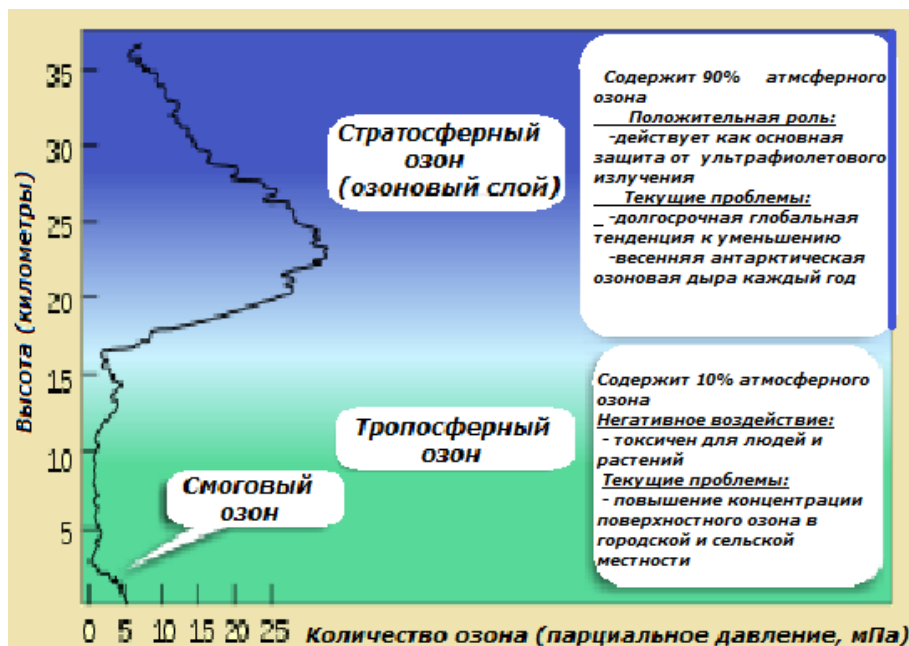 35
30
25
20
15
10
5
Высота (километры)
Стратосферный
озон
(озоновый слой)
Содержит 90% атмсферного
озона
Положительная роль:
-действует как основная
защита от ультрафиолетового
излучения
Текущие проблемы:
_ -долгосрочная глобальная
тенденция к уменьшению
-весенняя антарктическая
озоновая дыра каждый год
Тропосферный
озон
Смоговый
озон
Содержит 10% атмосферного
озона
Негативное воздействие:
- токсичен для людей и
растений
Текущие проблемы:
- повышение концентрации
поверхностного озона в
городской и сельской
местности
0 5 10 15 20 25 Количество озона (парциальное давление, мПа)